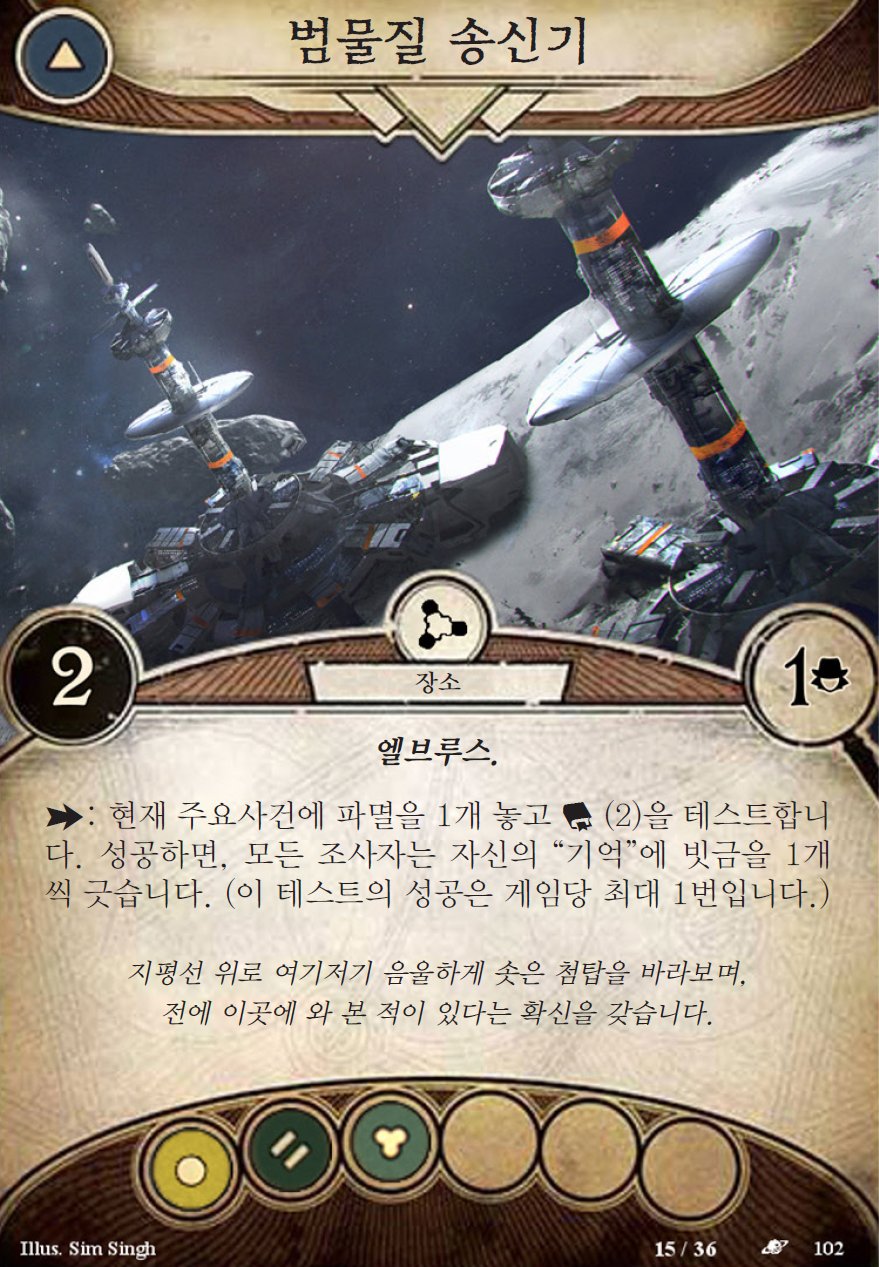 범물질 송신기
2
장소
1
엘브루스.
: 현재 주요사건에 파멸을 1개 놓고 (2)을 테스트합니
다. 성공하면, 모든 조사자는 자신의 “기억”에 빗금을 1개
씩 긋습니다. (이 테스트의 성공은 게임당 최대 1번입니다.)
지평선 위로 여기저기 음울하게 솟은 첨탑을 바라보며,
전에 이곳에 와 본 적이 있다는 확신을 갖습니다.
Illus. Sim Singh
15 / 36
102